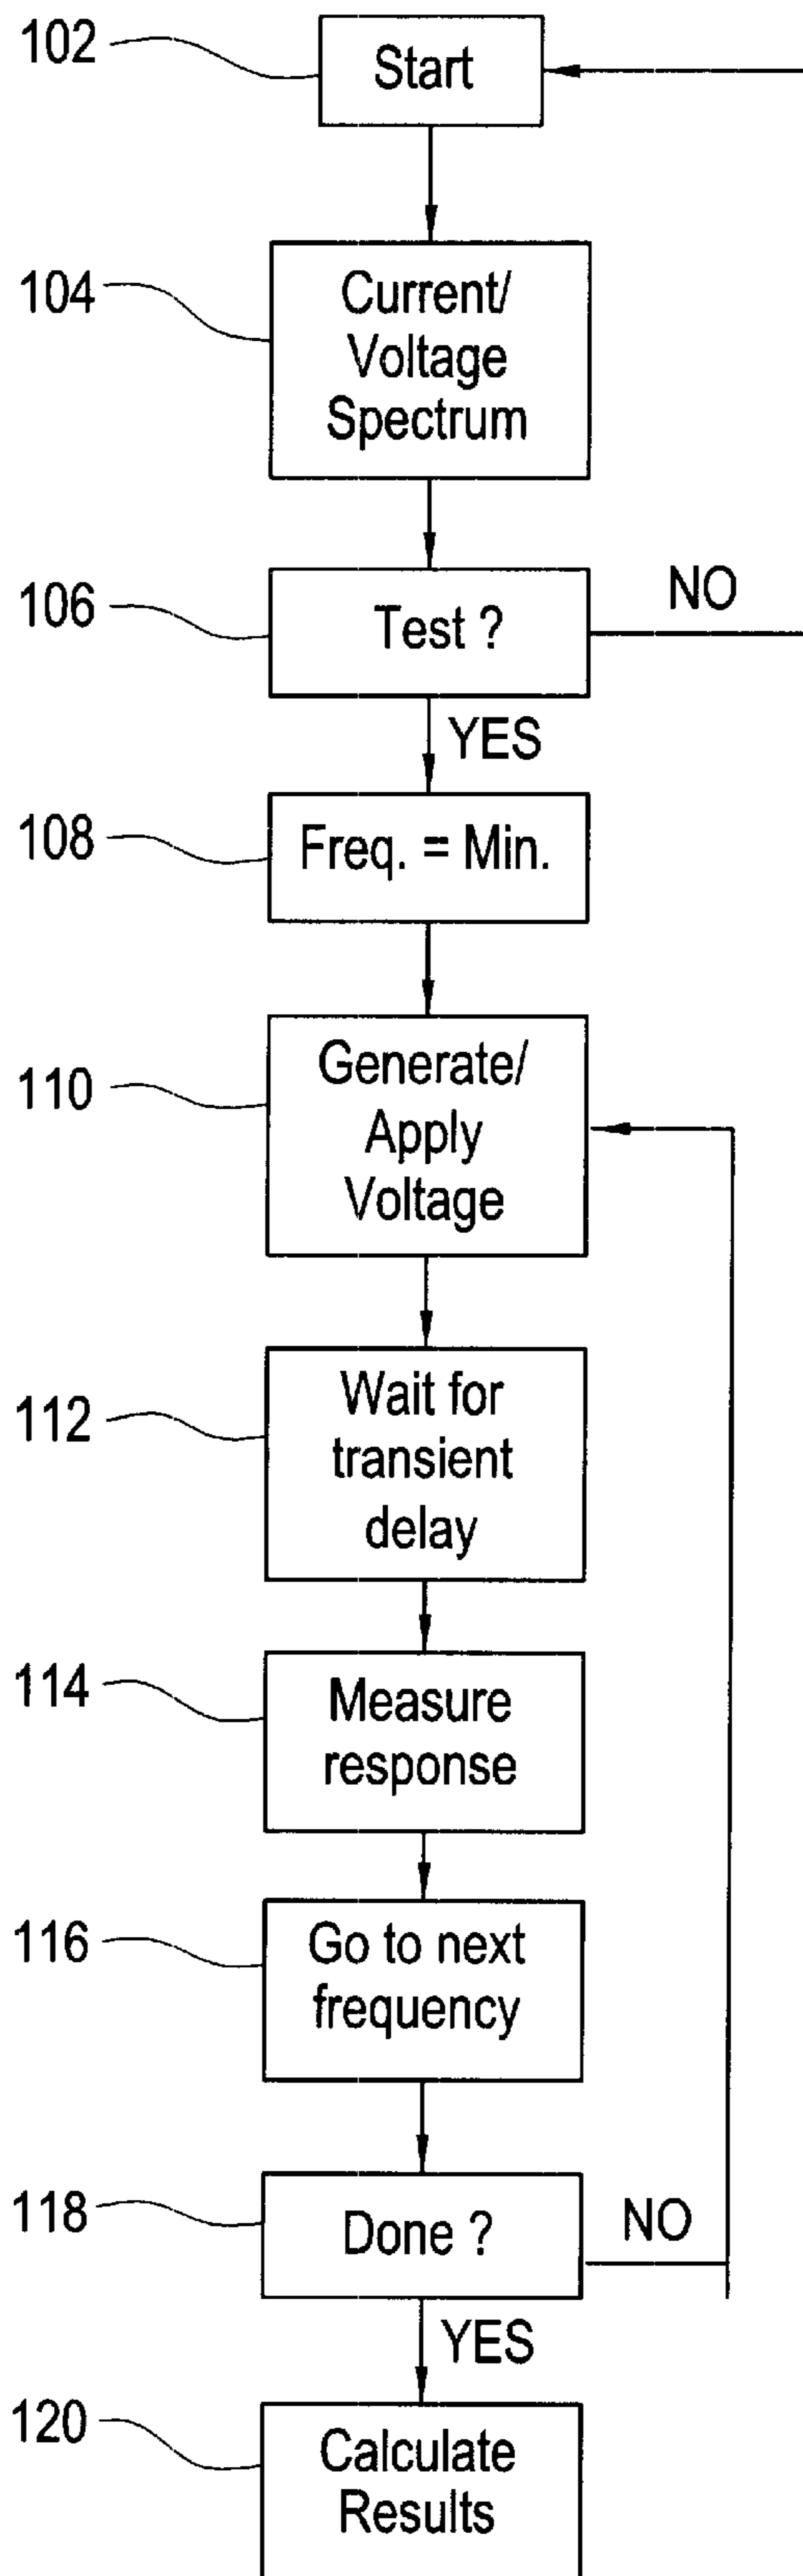 102
Start
104
Current/
Voltage
Spectrum
106
Test ?
NO
YES
108
Freq. = Min.
110
Generate/
Apply
Voltage
112
Wait for
transient
delay
114
Measure
response
116
Go to next
frequency
118
Done ?
NO
YES
120
Calculate
Results